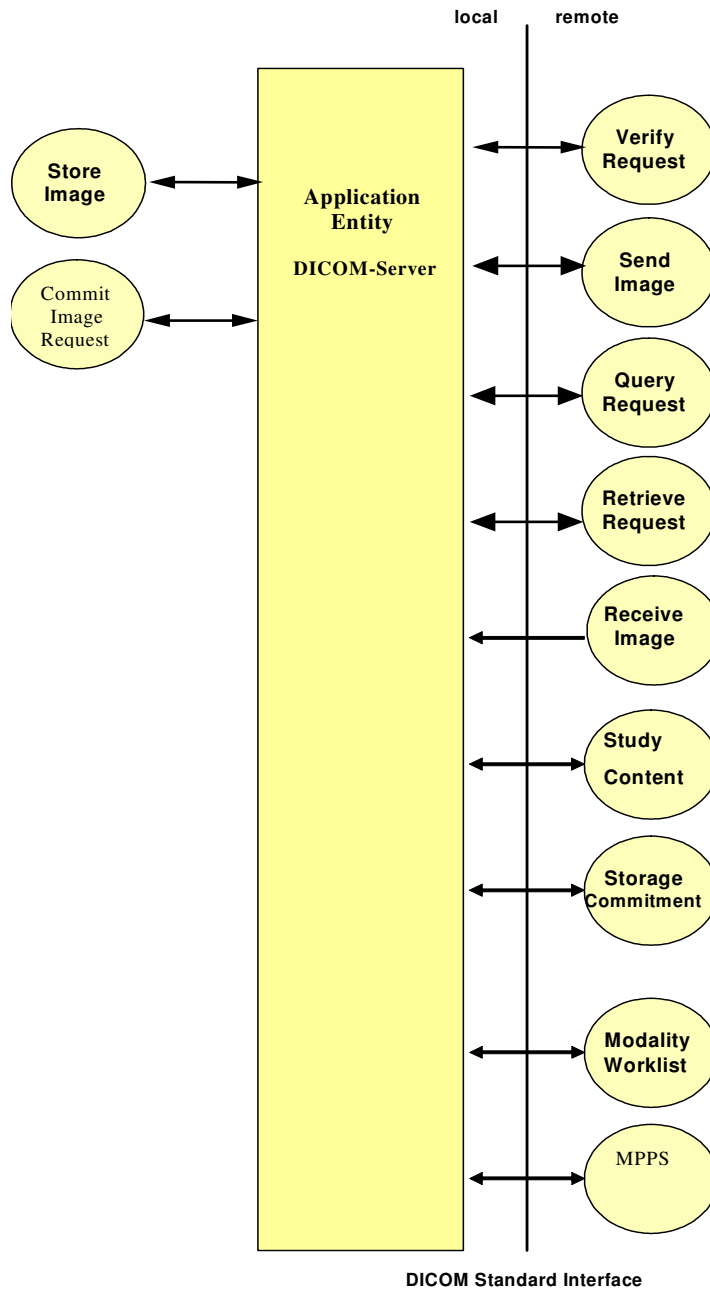 local remote
Verify
Request
Store
Image
Application
Entity
DICOM-Server
Send
Image
Commit
Image
Request
Query
Request
Retrieve
Request
Receive
Image
Study
Content
Storage
Commitment
Modality
Worklist
MPPS
DICOM Standard Interface